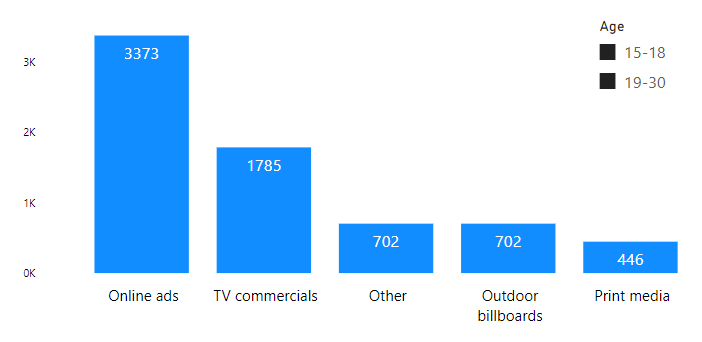 Age
15-18
19-30
3K
2K
1K
0K
3373
1785
702
702
446
Online ads
TV commercials
Other
Outdoor
billboards
Print media